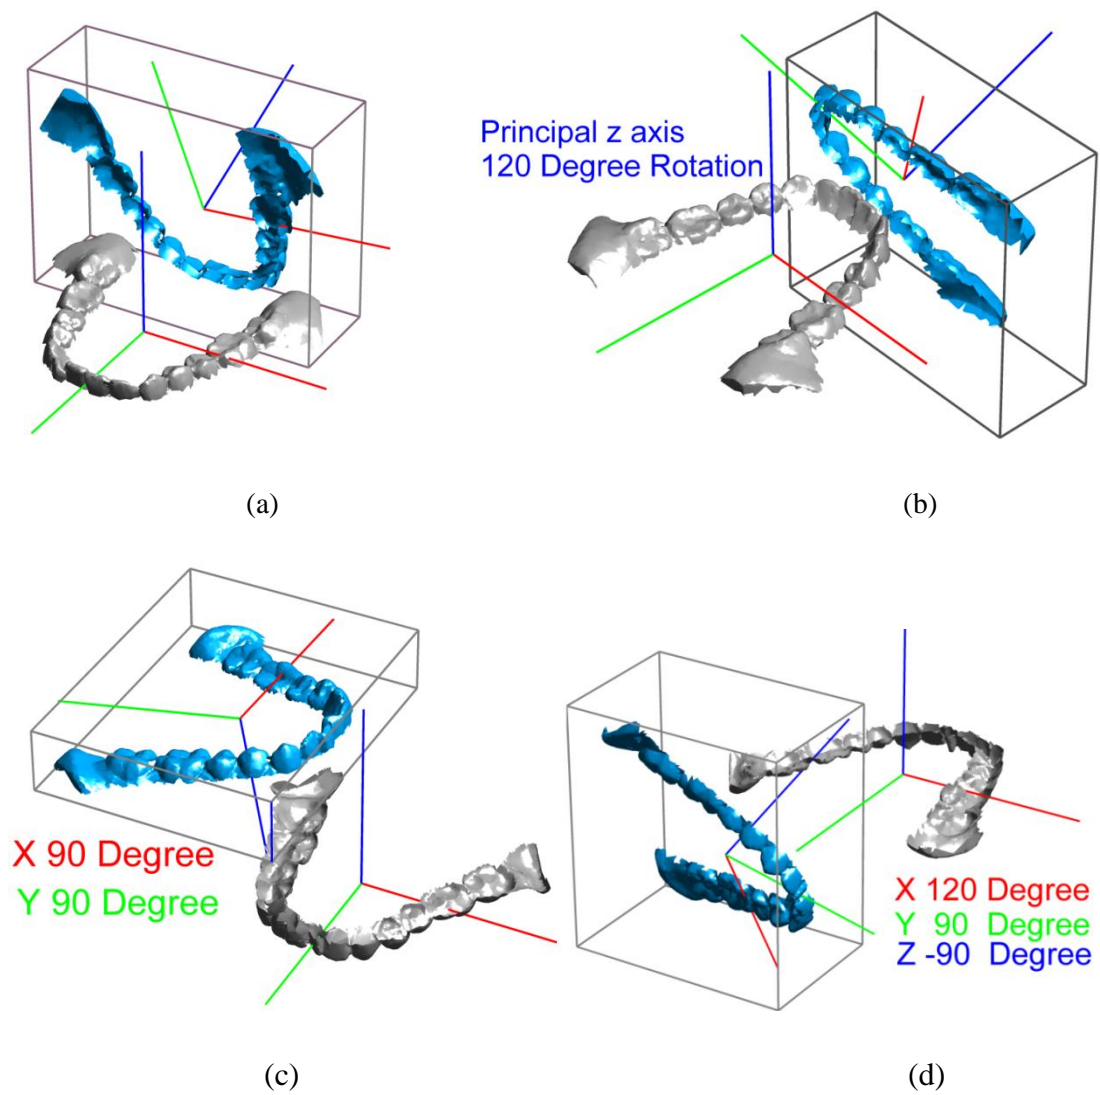 Principal z axis
120 Degree Rotation
(a)
(b)
X 90 Degree
Y 90 Degree
X 120 Degree
Y 90 Degree
Z -90 Degree
(c)
(d)